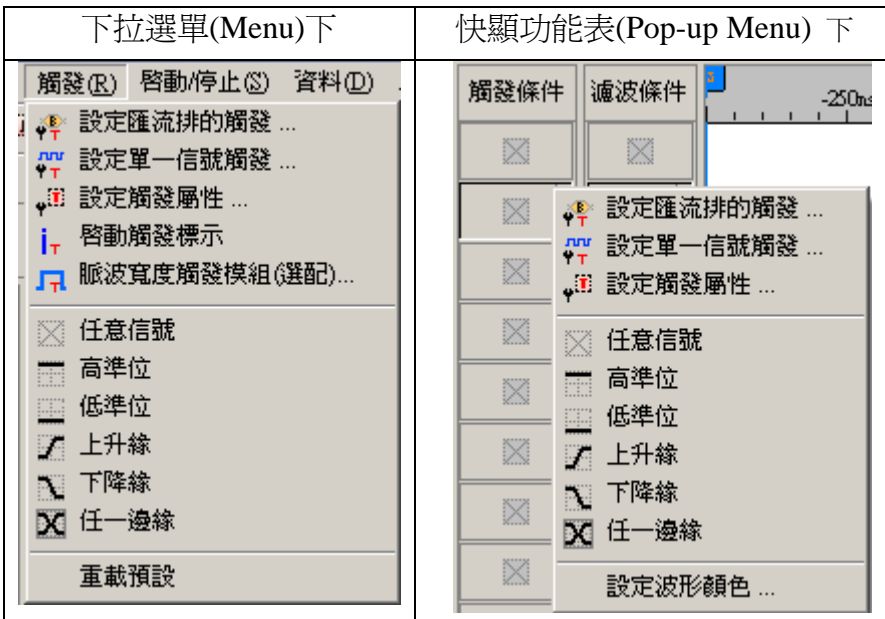 下拉選單(Menu)下
快顯功能表(Pop-up Menu) 下
觸發(R) 啓動/停止(S) 資料(D)
設定匯流排的觸發 ...
設定單一信號觸發 ...
設定觸發屬性 ...
啓動觸發標示
脈波寬度觸發模組(選配)...
任意信號
高準位
低準位
上升緣
下降緣
任一邊緣
重載預設
觸發條件 濾波條件
-250ns
設定匯流排的觸發 ...
設定單一信號觸發 ...
設定觸發屬性 ...
任意信號
高準位
低準位
上升緣
下降緣
任一邊緣
設定波形顏色 ...